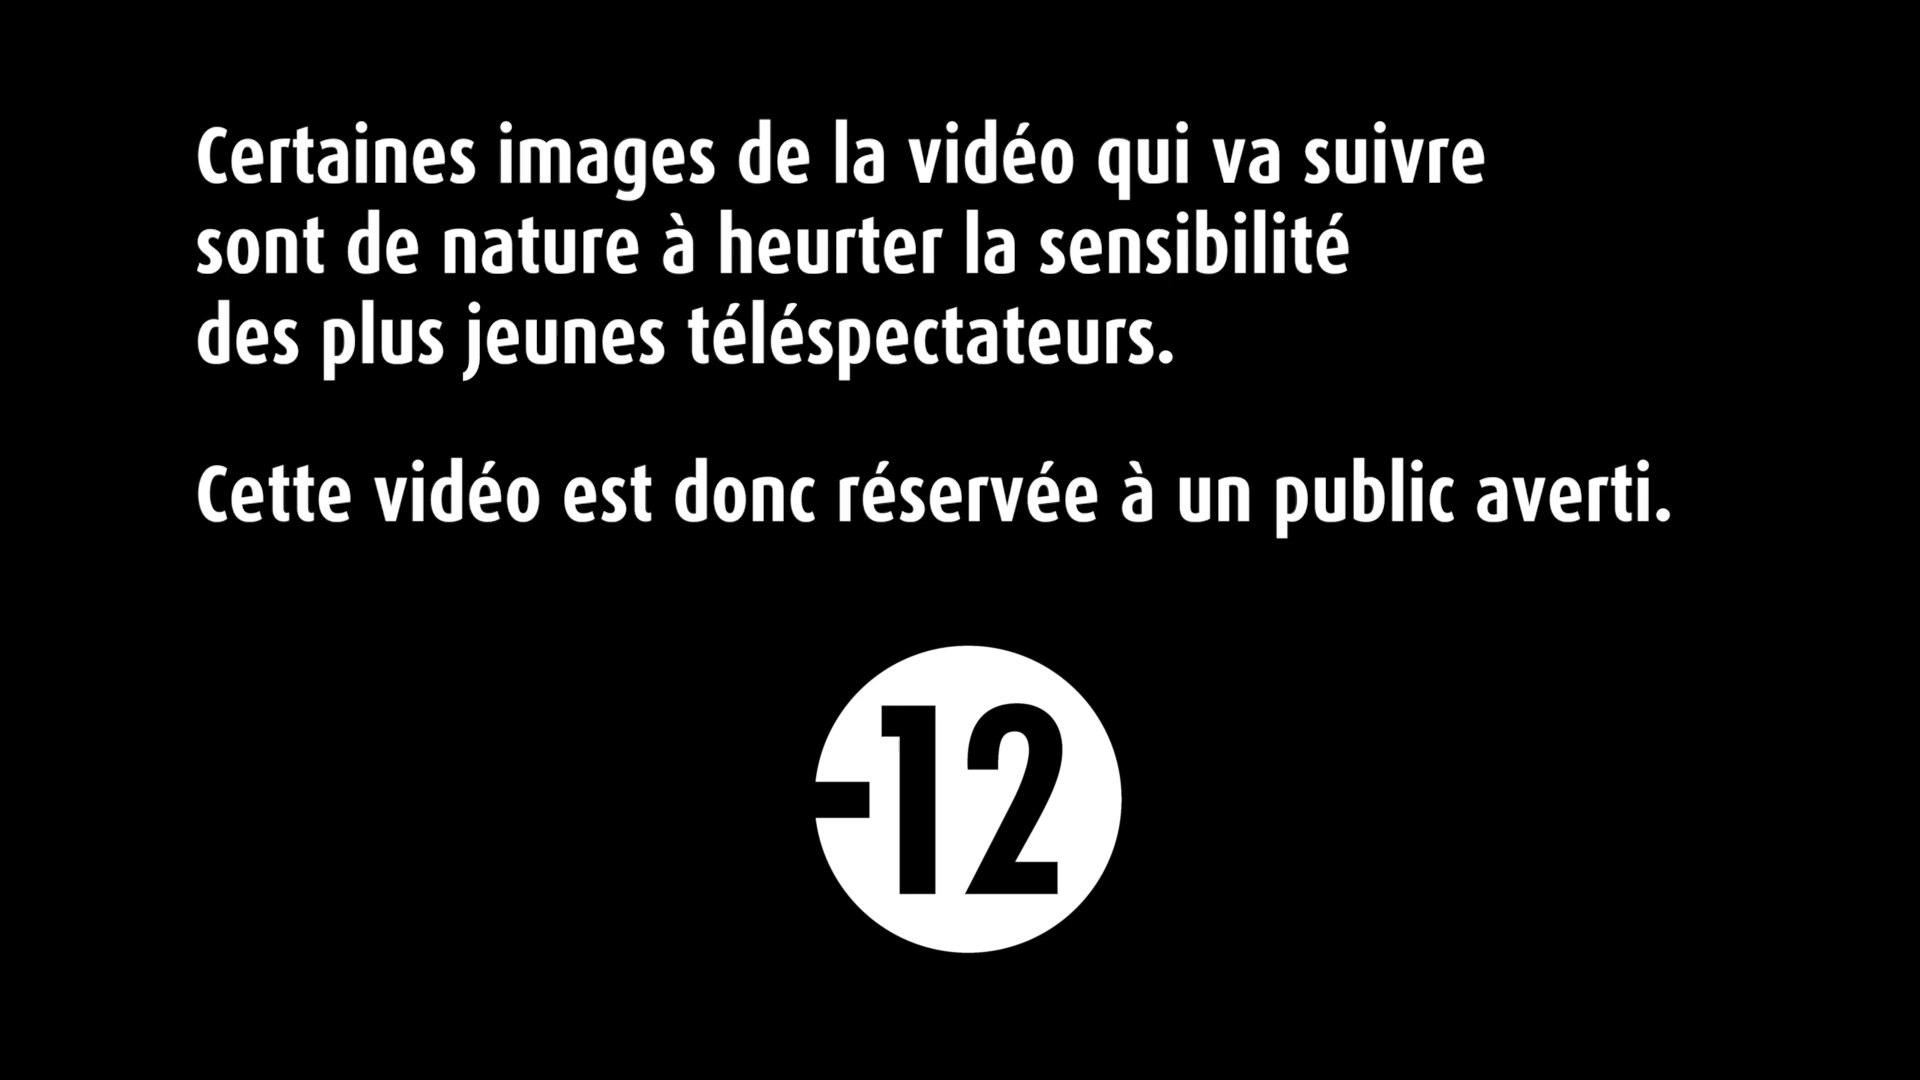 Certaines images de la vidéo qui va suivre
sont de nature à heurter la sensibilité
des plus jeunes téléspectateurs.
Cette vidéo est donc réservée à un public averti.
-12